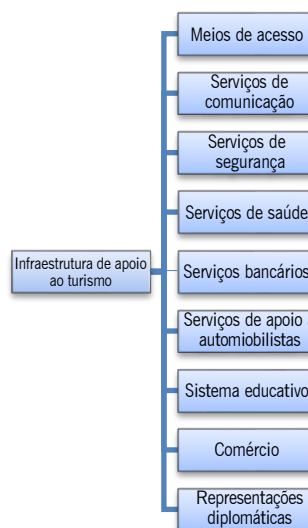 Meios de acesso
Serviços de
comunicação
Serviços de
segurança
Serviços de saúde
Infraestrutura de apoio
ao turismo
Serviços bancários
Serviços de apoio
automiobilistas
Sistema educativo
Comércio
Representações
diplomáticas